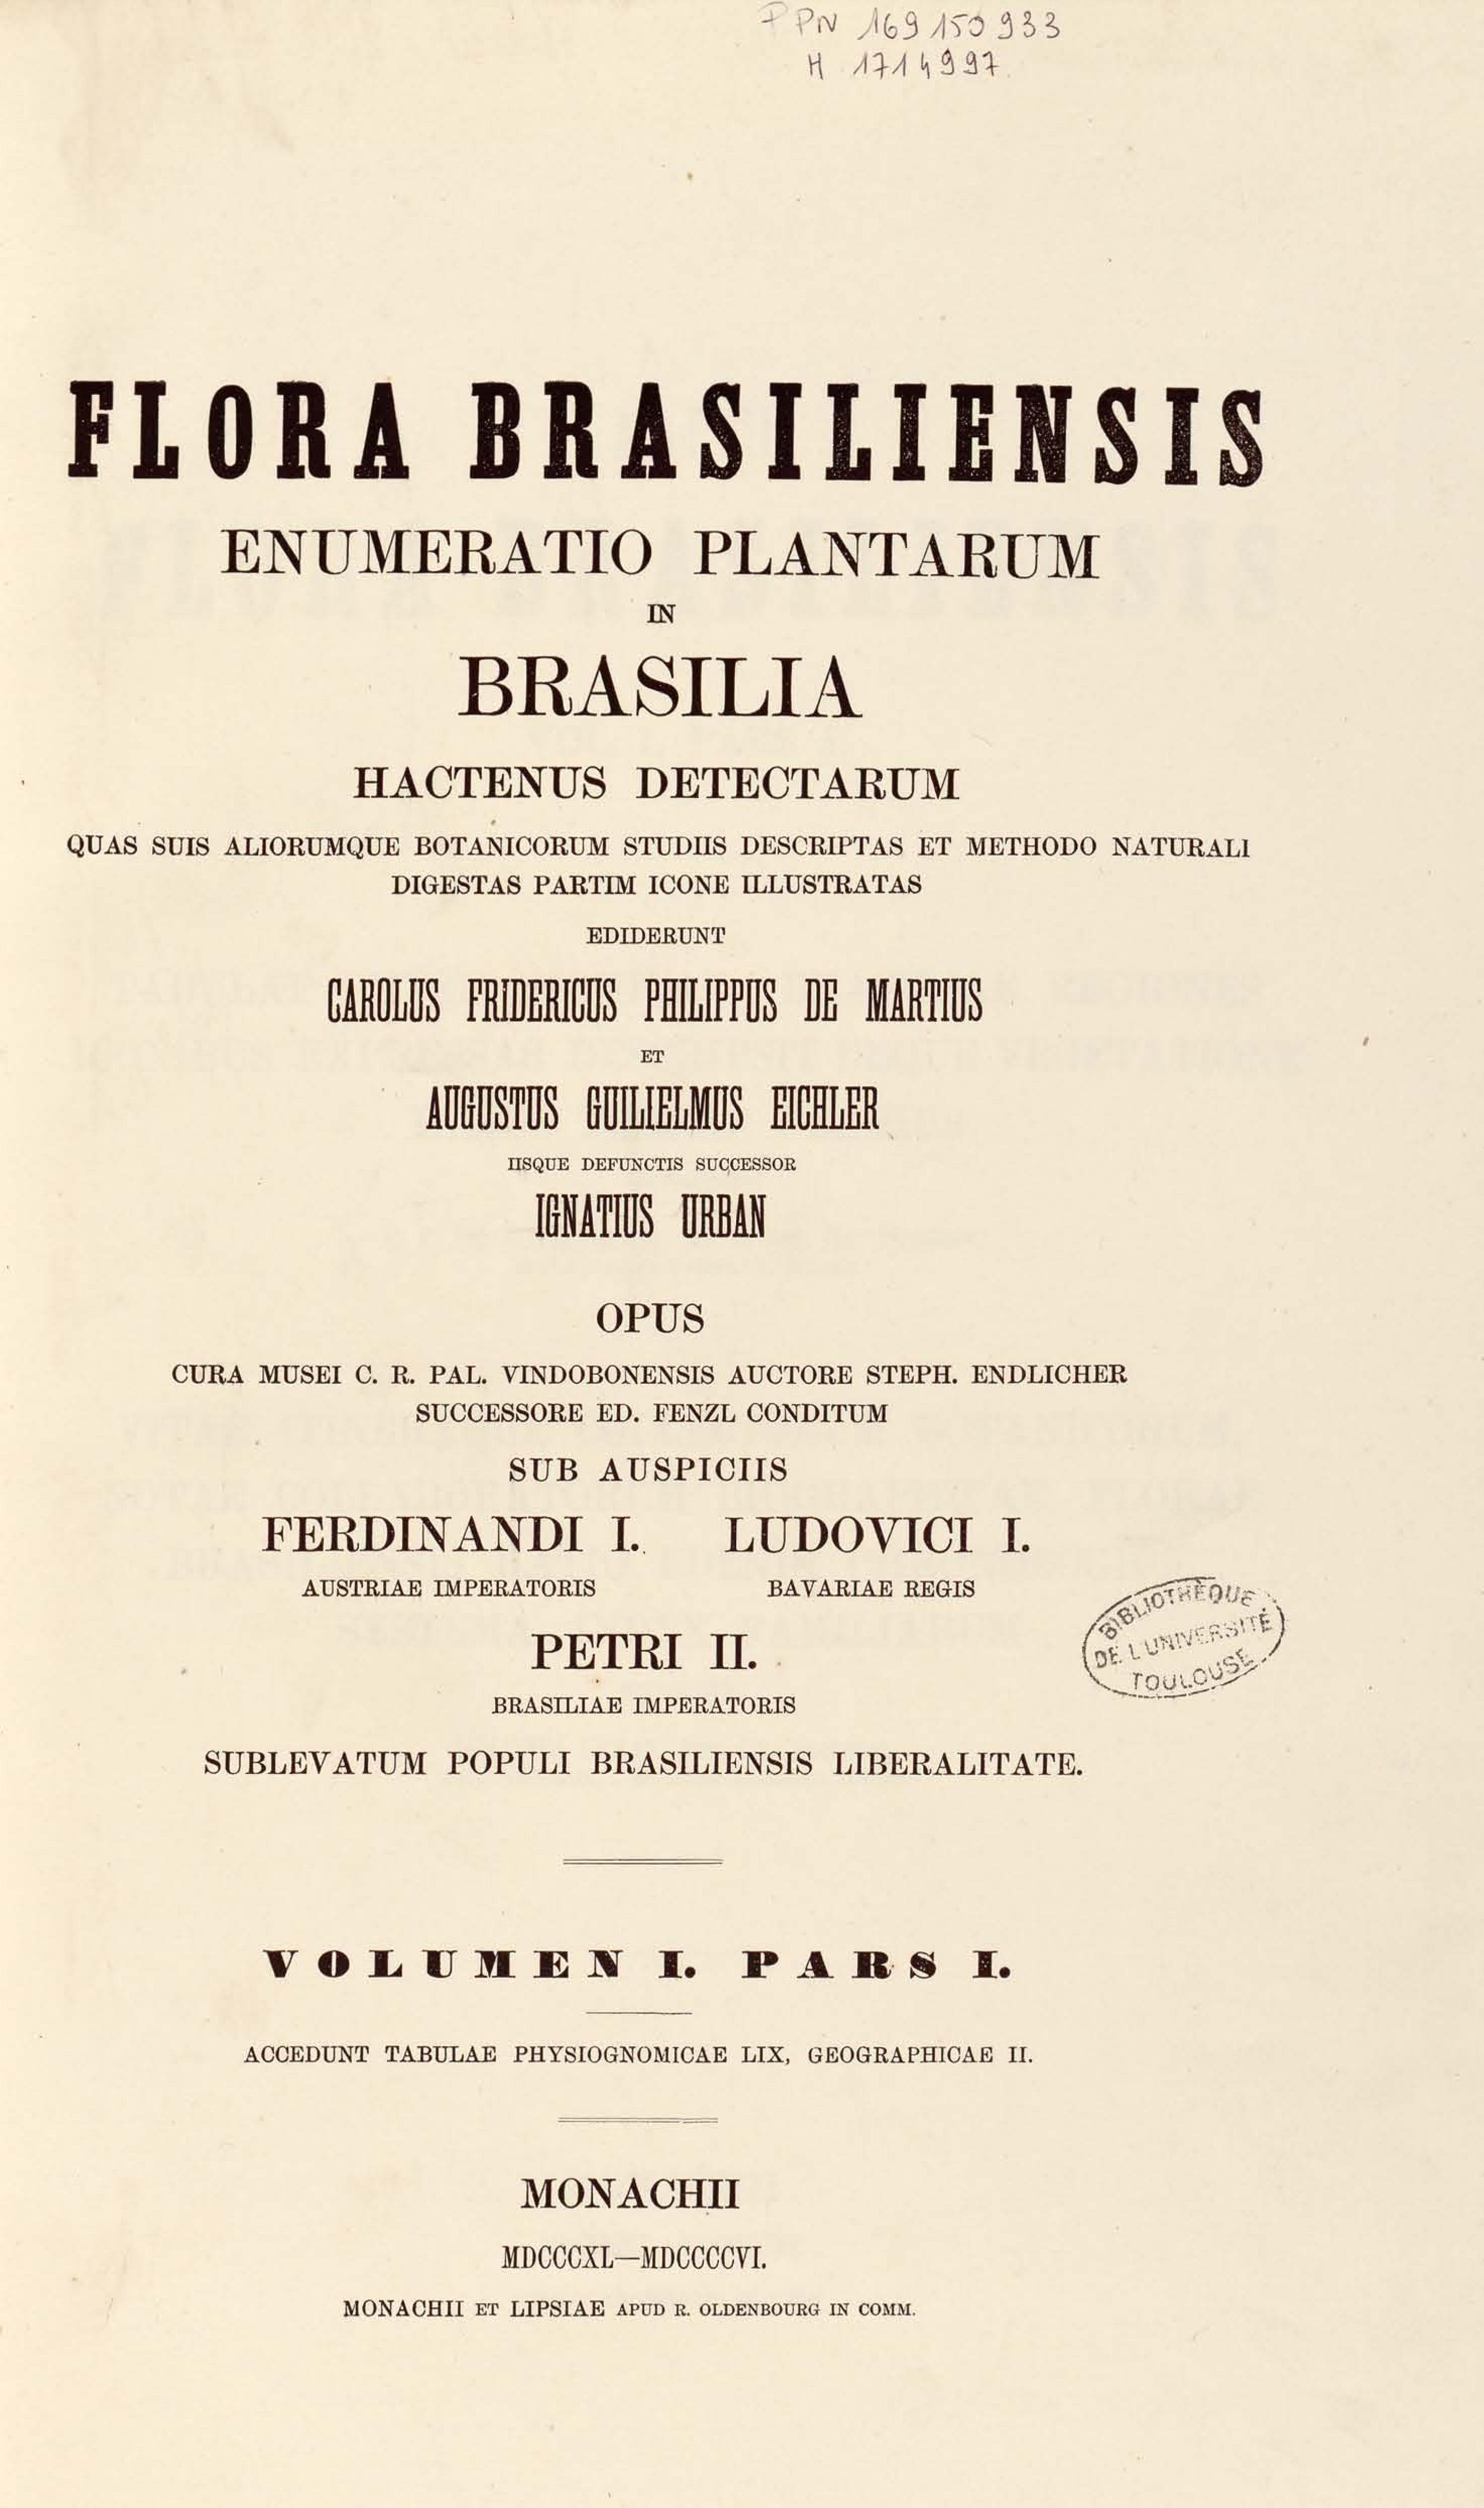 PPN 169 150 933
H 1714997
FLORA BRASILIENSIS
ENUMERATIO PLANTARUM
IN
BRASILIA
HACTENUS DETECTARUM
QUAS SUIS ALIORUMQUE BOTANICORUM STUDIIS DESCRIPTAS ET METHODO NATURALI
DIGESTAS PARTIM ICONE ILLUSTRATAS
EDIDERUNT
CAROLUS FRIDERICUS PHILIPPUS DE MARTIUS
ET
AUGUSTUS GUILIELMUS EICHLER
IISQUE DEFUNCTIS SUCCESSOR
IGNATIUS URBAN
OPUS
CURA MUSEI C. R. PAL. VINDOBONENSIS AUCTORE STEPH. ENDLICHER
SUCCESSORE ED. FENZL CONDITUM
SUB AUSPICIIS
FERDINANDI I. LUDOVICI I.
AUSTRIAE IMPERATORIS BAVARIAE REGIS
PETRI II.
BRASILIAE IMPERATORIS
BIBLIOTHÈQUE
DE L'UNIVERSITÉ
TOULOUSE
SUBLEVATUM POPULI BRASILIENSIS LIBERALITATE.
VOLUMEN I. PARS I.
ACCEDUNT TABULAE PHYSIOGNOMICAE LIX, GEOGRAPHICAE II.
MONACHII
MDCCCXL—MDCCCCVI.
MONACHII ET LIPSIAE APUD R. OLDENBOURG IN COMM.